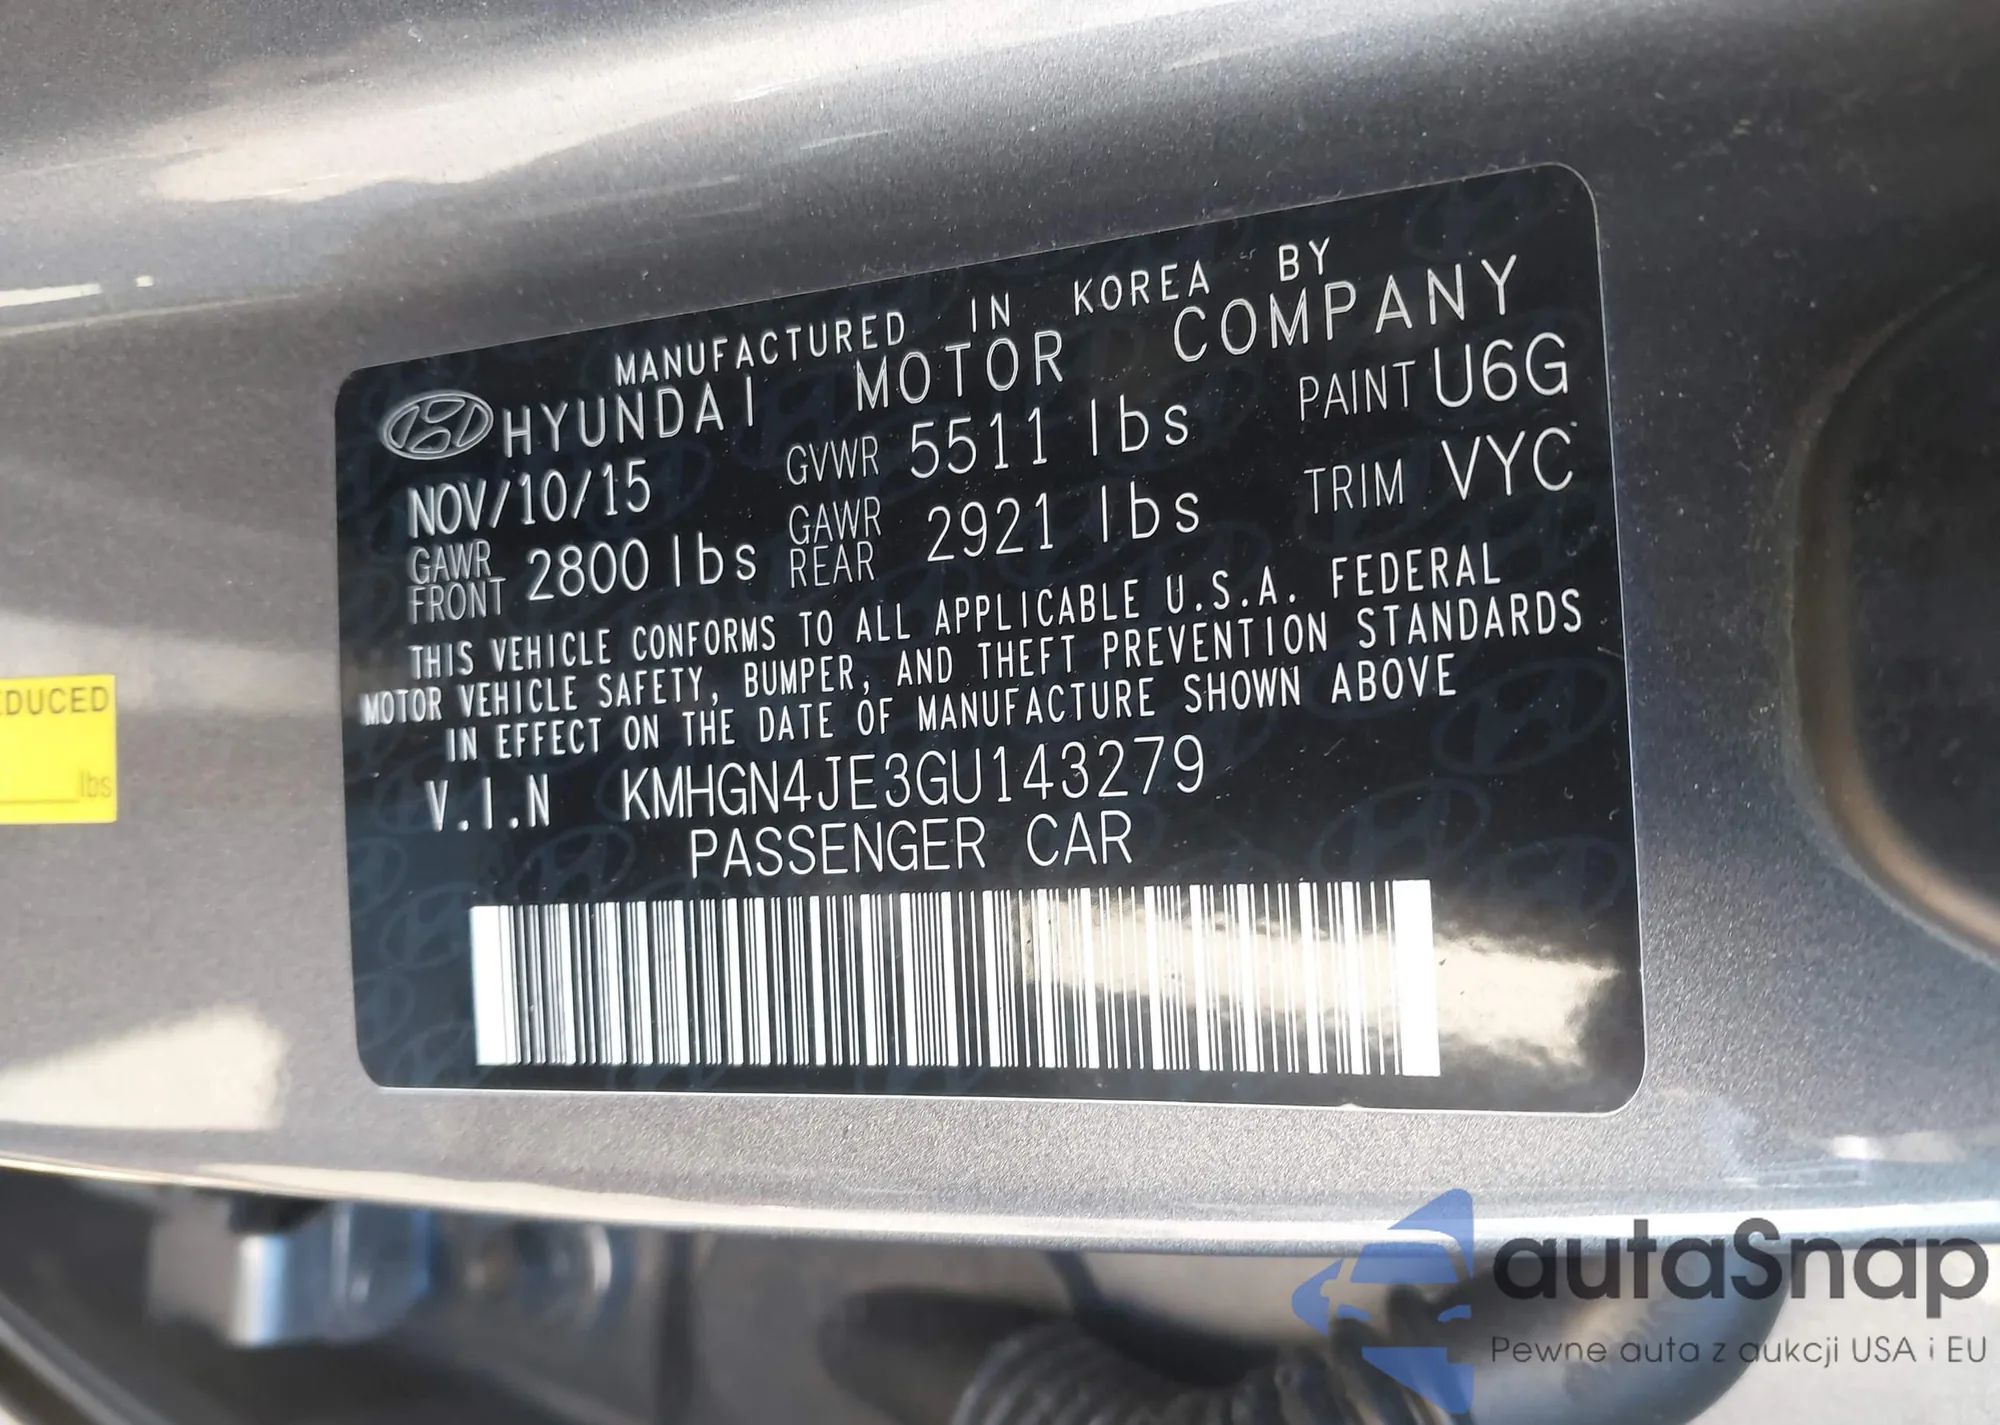 MANUFACTURED IN KOREA BY
HYUNDAI MOTOR COMPANY
NOV/10/15 GVWR 5511 lbs PAINT U6G
GAWR FRONT 2800 lbs GAWR REAR 2921 lbs TRIM VYC
THIS VEHICLE CONFORMS TO ALL APPLICABLE U.S.A. FEDERAL
MOTOR VEHICLE SAFETY, BUMPER, AND THEFT PREVENTION STANDARDS
IN EFFECT ON THE DATE OF MANUFACTURE SHOWN ABOVE
V.I.N KMHGN4JE3GU143279
PASSENGER CAR
EDUCED
lbs
autaSnap
Pewne auta z aukcji USA i EU